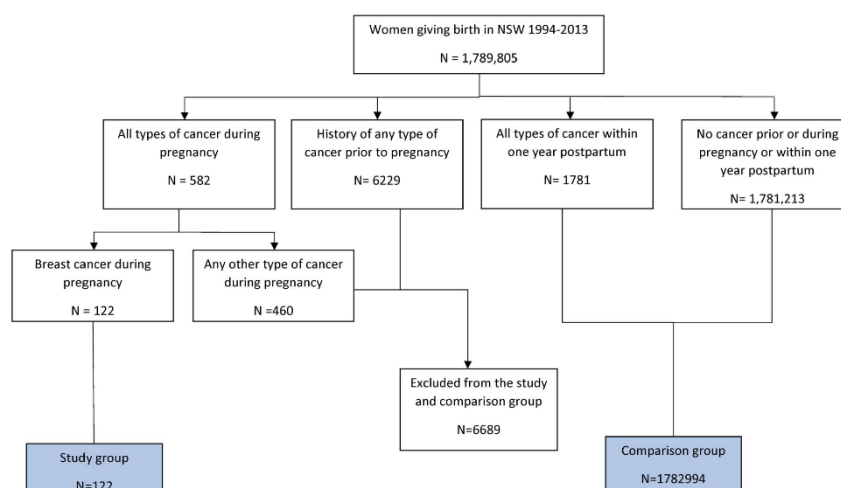 Women giving birth in NSW 1994-2013
N = 1,789,805
All types of cancer during
pregnancy
N = 582
History of any type of
cancer prior to pregnancy
N= 6229
All types of cancer within
one year postpartum
N= 1781
No cancer prior or during
pregnancy or within one
year postpartum
N= 1,781,213
Breast cancer during
pregnancy
N = 122
Any other type of cancer
during pregnancy
N =460
Excluded from the study
and comparison group
N=6689
Study group
N=122
Comparison group
N=1782994